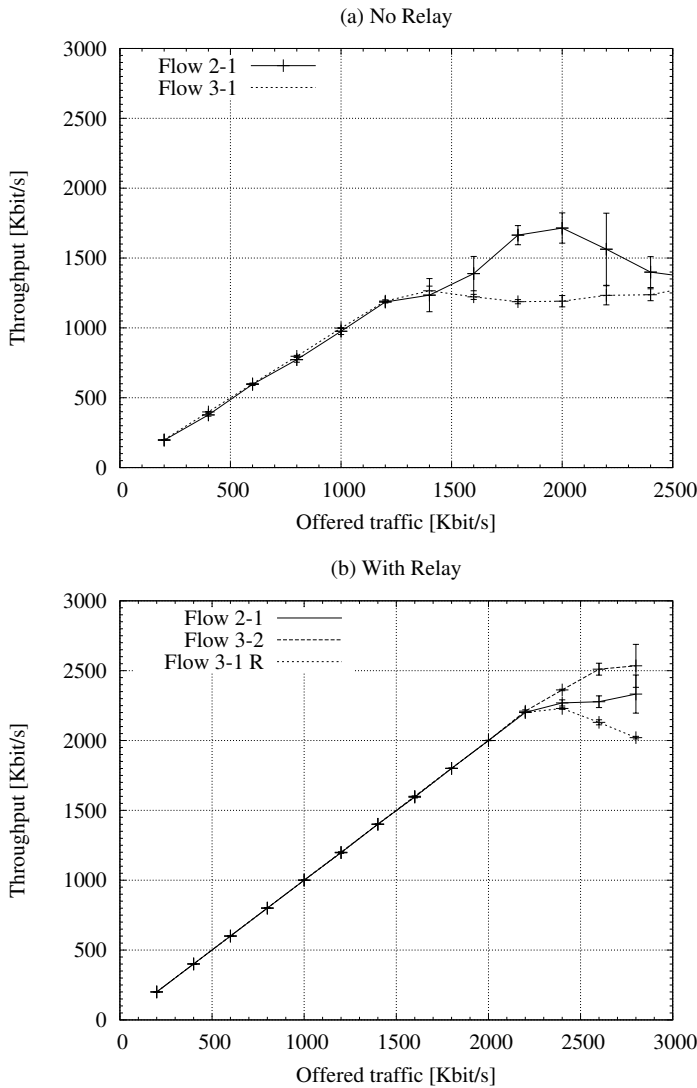 (a) No Relay
3000
2500
2000
1500
1000
500
0
Throughput [Kbit/s]
Flow 2-1
Flow 3-1
0 500 1000 1500 2000 2500
Offered traffic [Kbit/s]
(b) With Relay
3000
2500
2000
1500
1000
500
0
Throughput [Kbit/s]
Flow 2-1
Flow 3-2
Flow 3-1 R
0 500 1000 1500 2000 2500 3000
Offered traffic [Kbit/s]